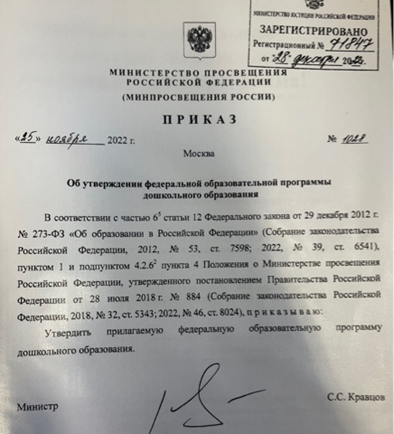 МИНИСТЕРСТВО ЮСТИЦИИ РОССИЙСКОЙ ФЕДЕРАЦИИ
ЗАРЕГИСТРИРОВАНО
Регистрационный № 71847
от "28" декабря 2022
МИНИСТЕРСТВО ПРОСВЕЩЕНИЯ
РОССИЙСКОЙ ФЕДЕРАЦИИ
(МИНПРОСВЕЩЕНИЯ РОССИИ)
ПРИКАЗ
«25» ноября 2022 г. № 1028
Москва
Об утверждении федеральной образовательной программы
дошкольного образования
В соответствии с частью 6⁵ статьи 12 Федерального закона от 29 декабря 2012 г.
№ 273-ФЗ «Об образовании в Российской Федерации» (Собрание законодательства
Российской Федерации, 2012, № 53, ст. 7598; 2022, № 39, ст. 6541),
пунктом 1 и подпунктом 4.2.6² пункта 4 Положения о Министерстве просвещения
Российской Федерации, утвержденного постановлением Правительства Российской
Федерации от 28 июля 2018 г. № 884 (Собрание законодательства Российской
Федерации, 2018, № 32, ст. 5343; 2022, № 46, ст. 8024), п р и к а з ы в а ю:
Утвердить прилагаемую федеральную образовательную программу
дошкольного образования.
Министр С.С. Кравцов